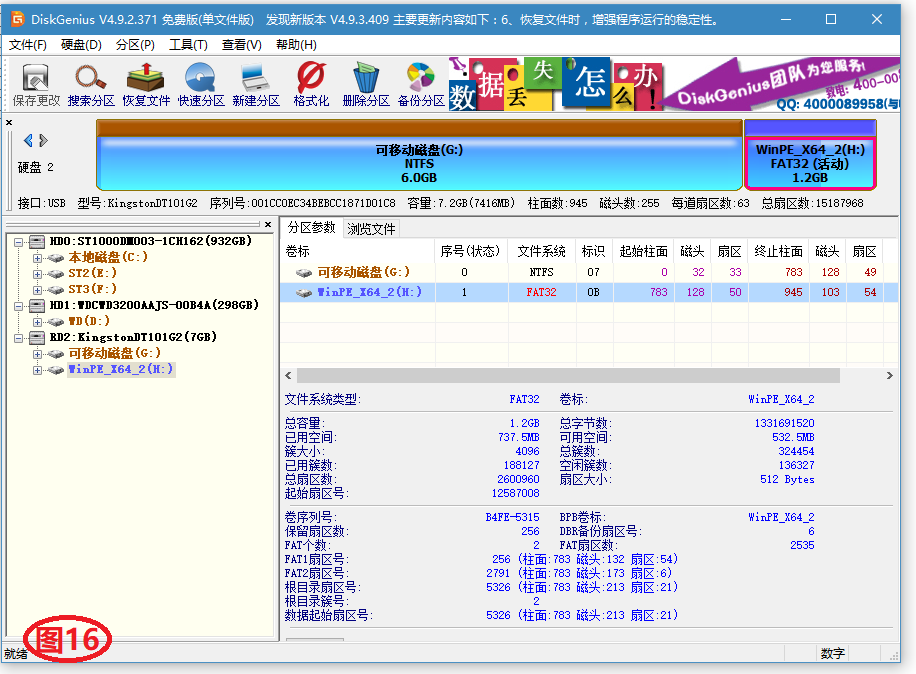 DiskGenius V4.9.2.371 免费版(单文件版) 发现新版本 V4.9.3.409 主要更新内容如下：6、恢复文件时，增强程序运行的稳定性。
文件(F) 硬盘(D) 分区(P) 工具(T) 查看(V) 帮助(H)
保存更改 搜索分区 恢复文件 快速分区 新建分区 格式化 删除分区 备份分区
数据丢失怎么办!
DiskGenius团队为您服务!
致电: 400-00
QQ: 4000089958(与
硬盘 2
可移动磁盘(G:)
NTFS
6.0GB
WinPE_X64_2(H:)
FAT32 (活动)
1.2GB
接口:USB 型号:KingstonDT101G2 序列号:001CC0EC34BEBCC1871D01C8 容量:7.2GB(7416MB) 柱面数:945 磁头数:255 每道扇区数:63 总扇区数:15187968
HD0:ST1000DM003-1CH162(932GB)
本地磁盘(C:)
ST2(E:)
ST3(F:)
HD1:WDCWD3200AAJS-00B4A(298GB)
WD(D:)
RD2:KingstonDT101G2(7GB)
可移动磁盘(G:)
WinPE_X64_2(H:)
分区参数 浏览文件
卷标 序号(状态) 文件系统 标识 起始柱面 磁头 扇区 终止柱面 磁头 扇区
可移动磁盘(G:) 0 NTFS 07 0 32 33 783 128 49
WinPE_X64_2(H:) 1 FAT32 0B 783 128 50 945 103 54
文件系统类型: FAT32 卷标: WinPE_X64_2
总容量: 1.2GB 总字节数: 1331691520
已用空间: 737.5MB 可用空间: 532.5MB
簇大小: 4096 总簇数: 324454
已用簇数: 188127 空闲簇数: 136327
总扇区数: 2600960 扇区大小: 512 Bytes
起始扇区号: 12587008
卷序列号: B4FE-5315 BPB卷标: WinPE_X64_2
保留扇区数: 256 DBR备份扇区号: 6
FAT个数: 2 FAT扇区数: 2535
FAT1扇区号: 256 (柱面:783 磁头:132 扇区:54)
FAT2扇区号: 2791 (柱面:783 磁头:173 扇区:6)
根目录扇区号: 5326 (柱面:783 磁头:213 扇区:21)
根目录簇号: 2
数据起始扇区号: 5326 (柱面:783 磁头:213 扇区:21)
图16
就绪 数字